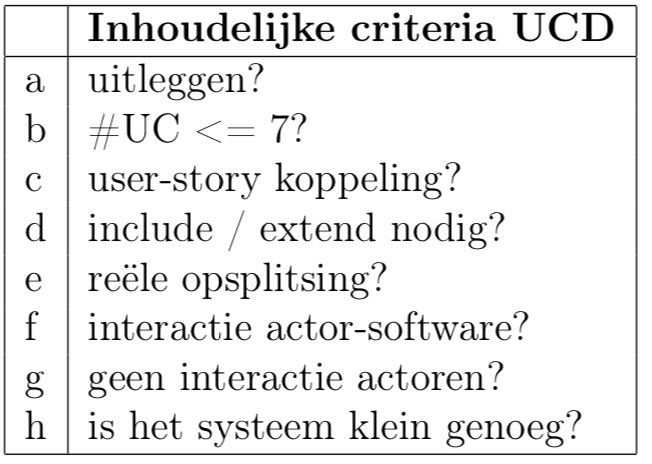 Inhoudelijke criteria UCD
a uitleggen?
b #UC <= 7?
c user-story koppeling?
d include / extend nodig?
e reële opsplitsing?
f interactie actor-software?
g geen interactie actoren?
h is het systeem klein genoeg?